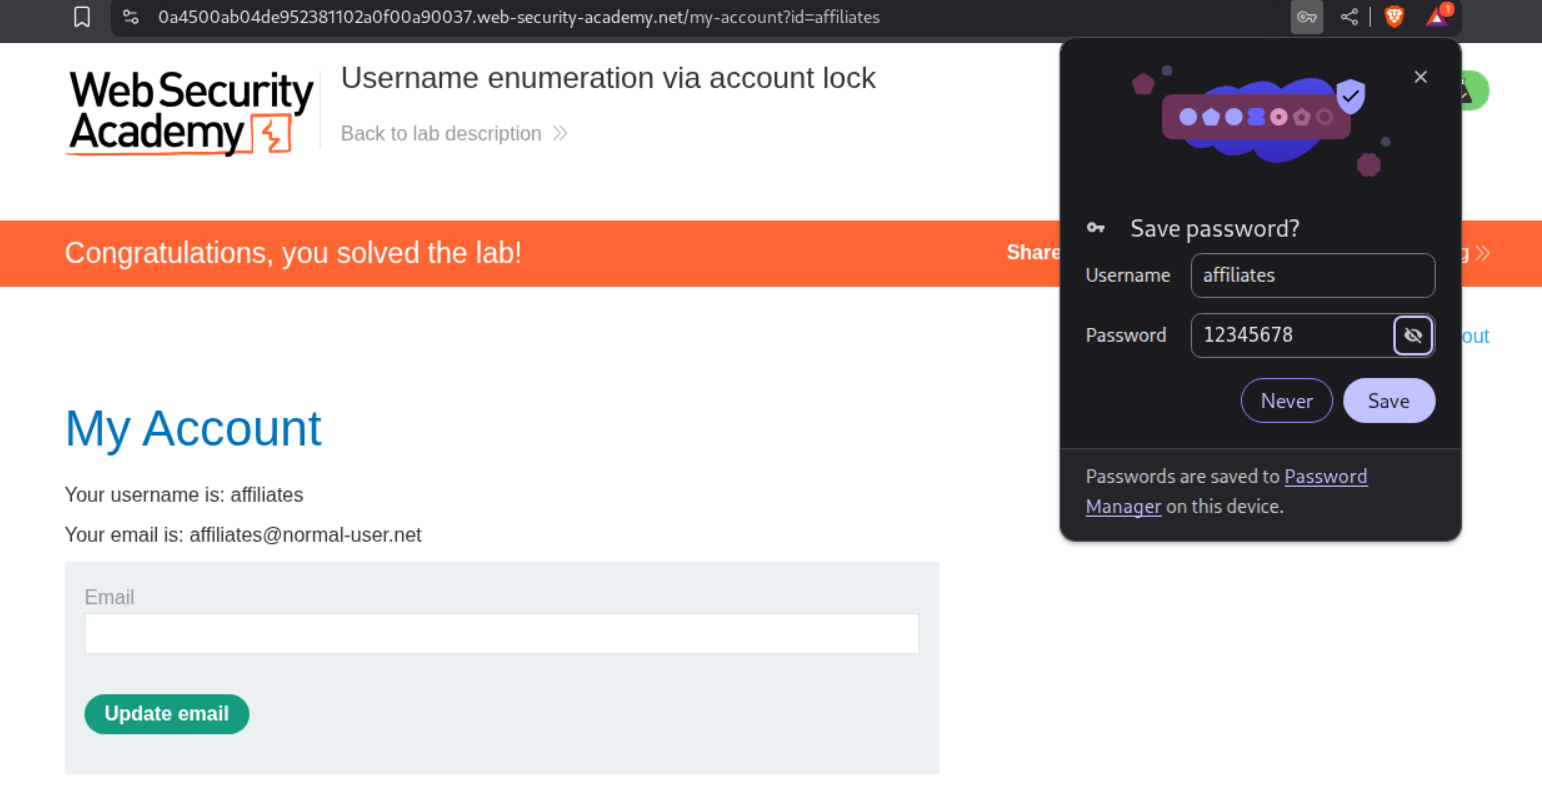 0a4500ab04de952381102a0f00a90037.web-security-academy.net/my-account?id=affiliates
1
Web Security
Academy
Username enumeration via account lock
Back to lab description
Congratulations, you solved the lab!
Share
g
out
Save password?
Username
affiliates
Password
12345678
Never
Save
Passwords are saved to Password
Manager on this device.
My Account
Your username is: affiliates
Your email is: affiliates@normal-user.net
Email
Update email